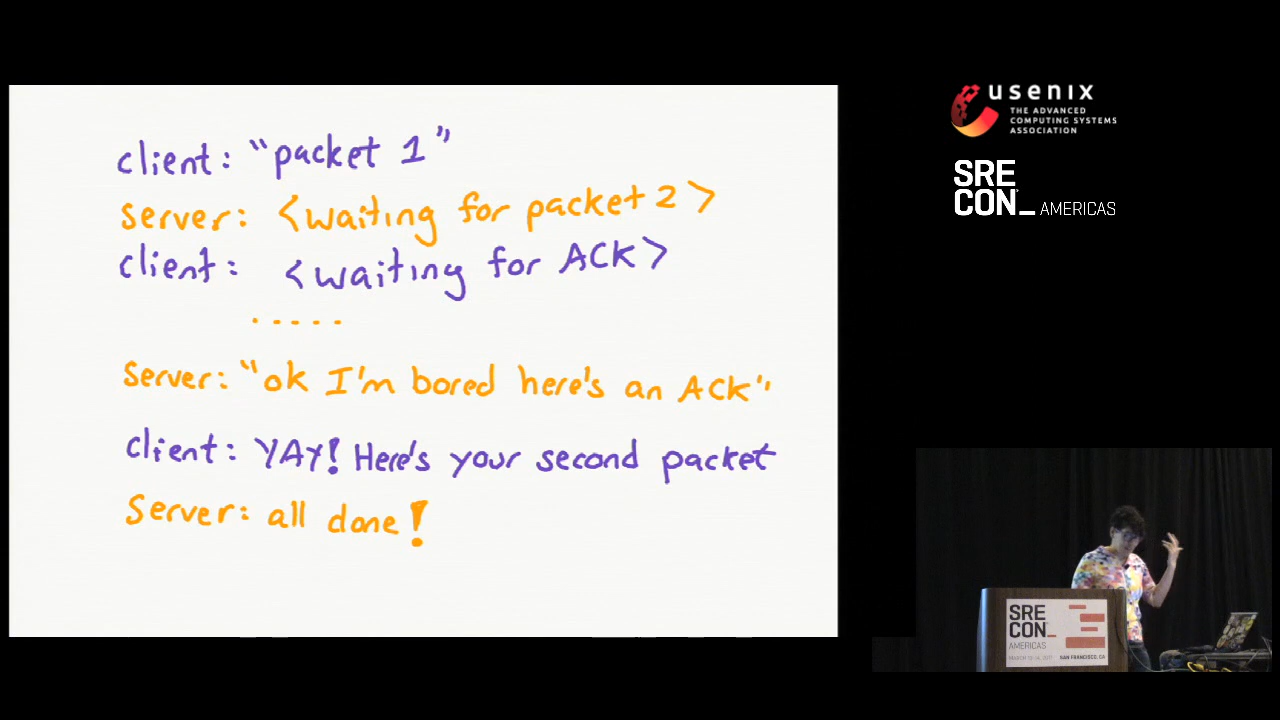 client: "packet 1"
server: <waiting for packet 2>
client: <waiting for ACK>
.....
server: "ok I'm bored here's an ACK"
client: YAY! Here's your second packet
Server: all done!
usenix
THE ADVANCED
COMPUTING SYSTEMS
ASSOCIATION
SRE
CON_ AMERICAS
SRE
CON_
AMERICAS
SAN FRANCISCO, CA